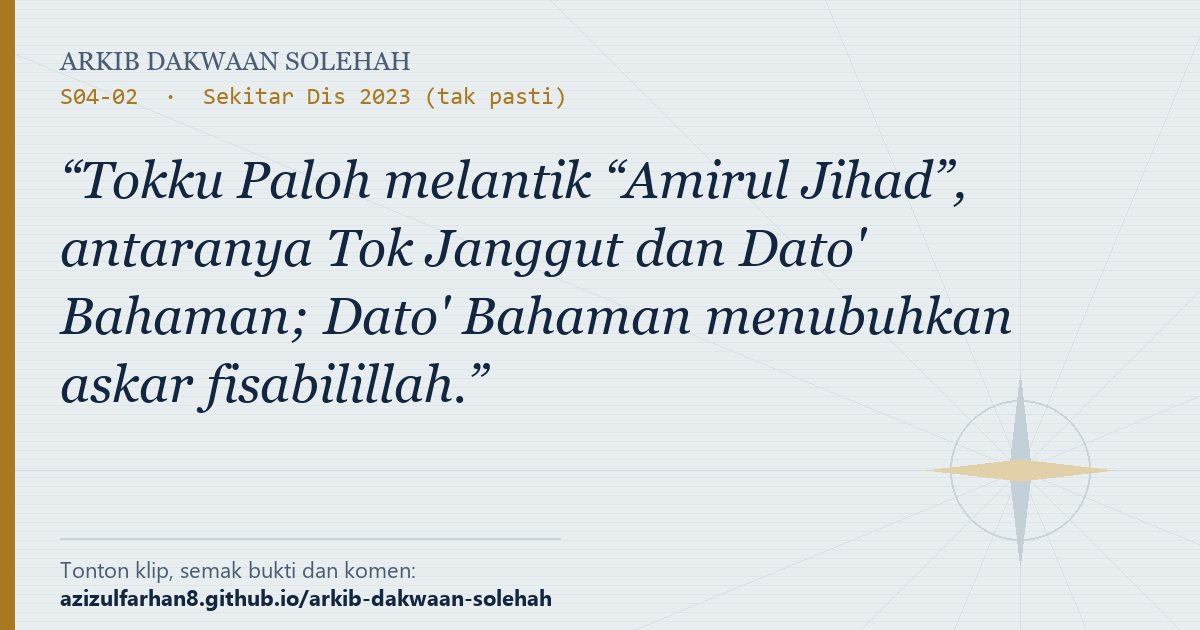 ARKIB DAKWAAN SOLEHAH
S04-02 · Sekitar Dis 2023 (tak pasti)
“Tokku Paloh melantik “Amirul Jihad”,
antaranya Tok Janggut dan Dato'
Bahaman; Dato' Bahaman menubuhkan
askar fisabilillah.”
Tonton klip, semak bukti dan komen:
azizulfarhan8.github.io/arkib-dakwaan-solehah